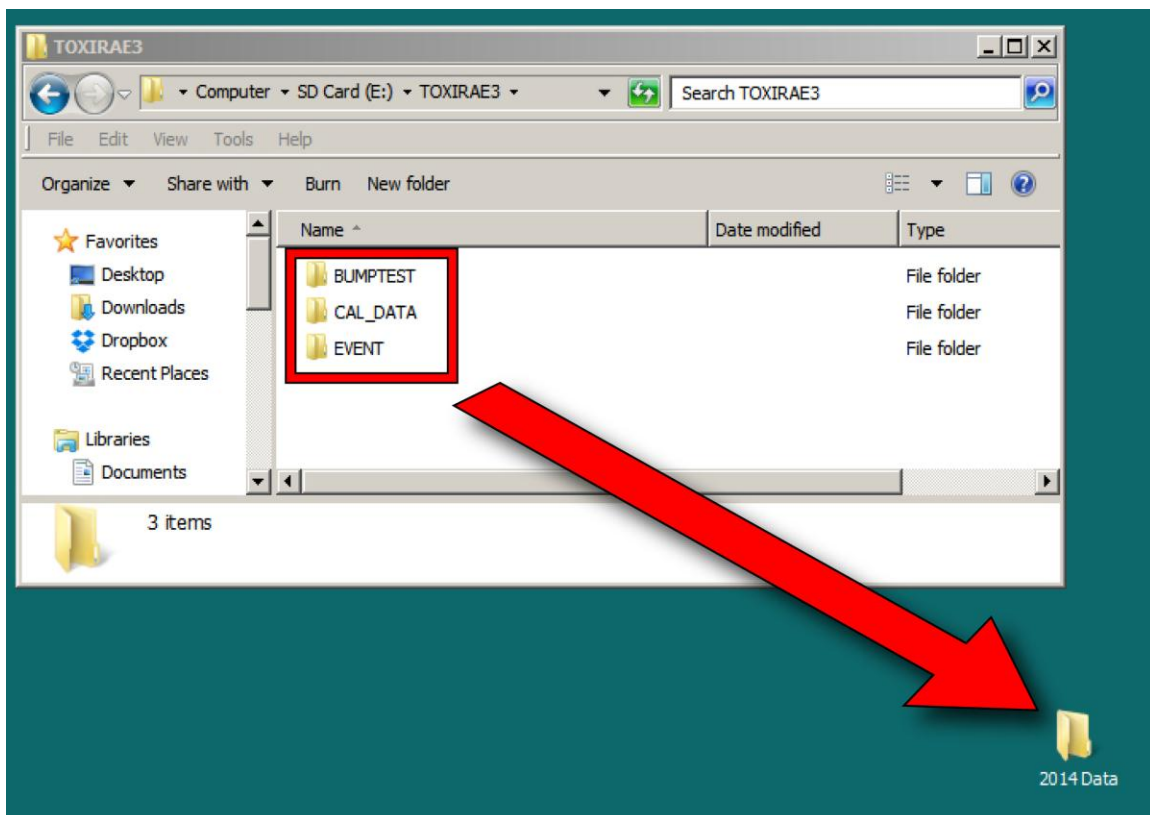 TOXIRAE3
Computer SD Card (E:) TOXIRAE3 Search TOXIRAE3
File Edit View Tools Help
Organize Share with Burn New folder
Favorites
Desktop
Downloads
Dropbox
Recent Places
Libraries
Documents
Name Date modified Type
BUMPTEST File folder
CAL_DATA File folder
EVENT File folder
3 items
2014 Data